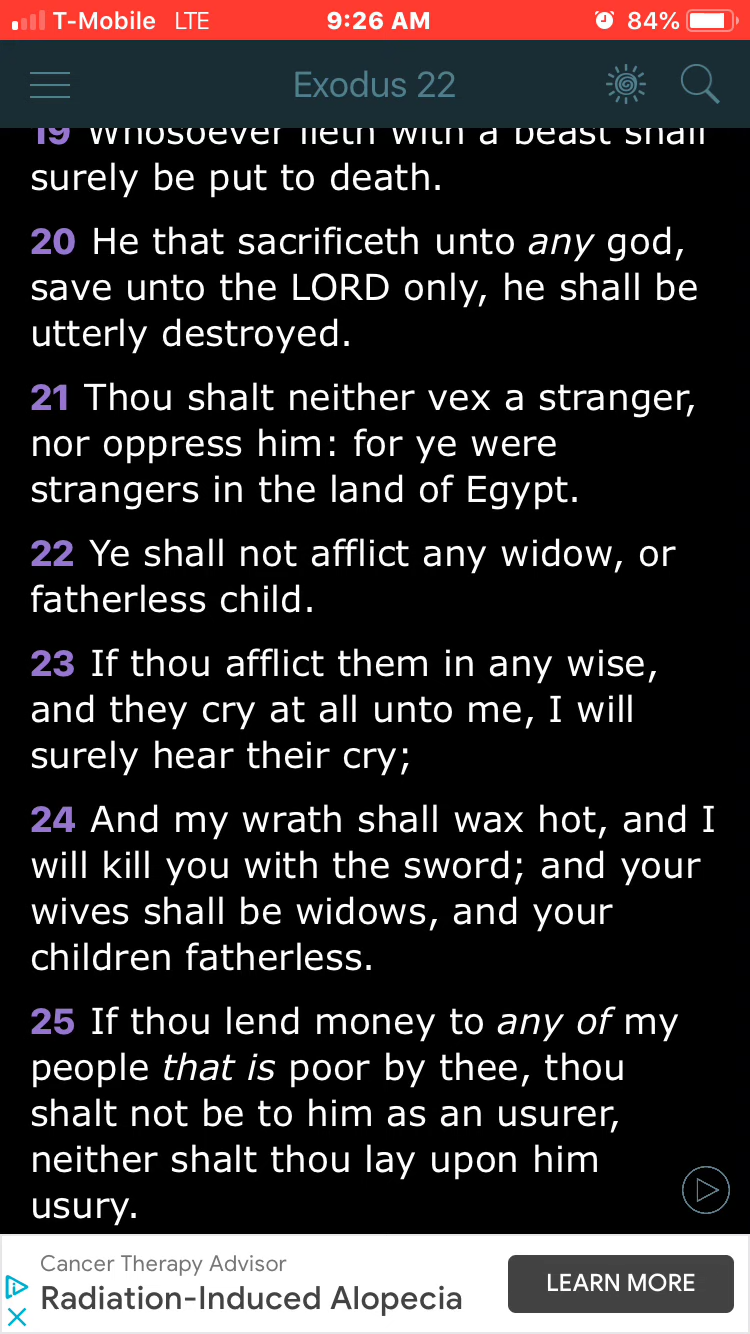 T-Mobile LTE 9:26 AM 84%
Exodus 22
19 Whosoever lieth with a beast shall
surely be put to death.
20 He that sacrificeth unto any god,
save unto the LORD only, he shall be
utterly destroyed.
21 Thou shalt neither vex a stranger,
nor oppress him: for ye were
strangers in the land of Egypt.
22 Ye shall not afflict any widow, or
fatherless child.
23 If thou afflict them in any wise,
and they cry at all unto me, I will
surely hear their cry;
24 And my wrath shall wax hot, and I
will kill you with the sword; and your
wives shall be widows, and your
children fatherless.
25 If thou lend money to any of my
people that is poor by thee, thou
shalt not be to him as an usurer,
neither shalt thou lay upon him
usury.
Cancer Therapy Advisor
Radiation-Induced Alopecia
LEARN MORE